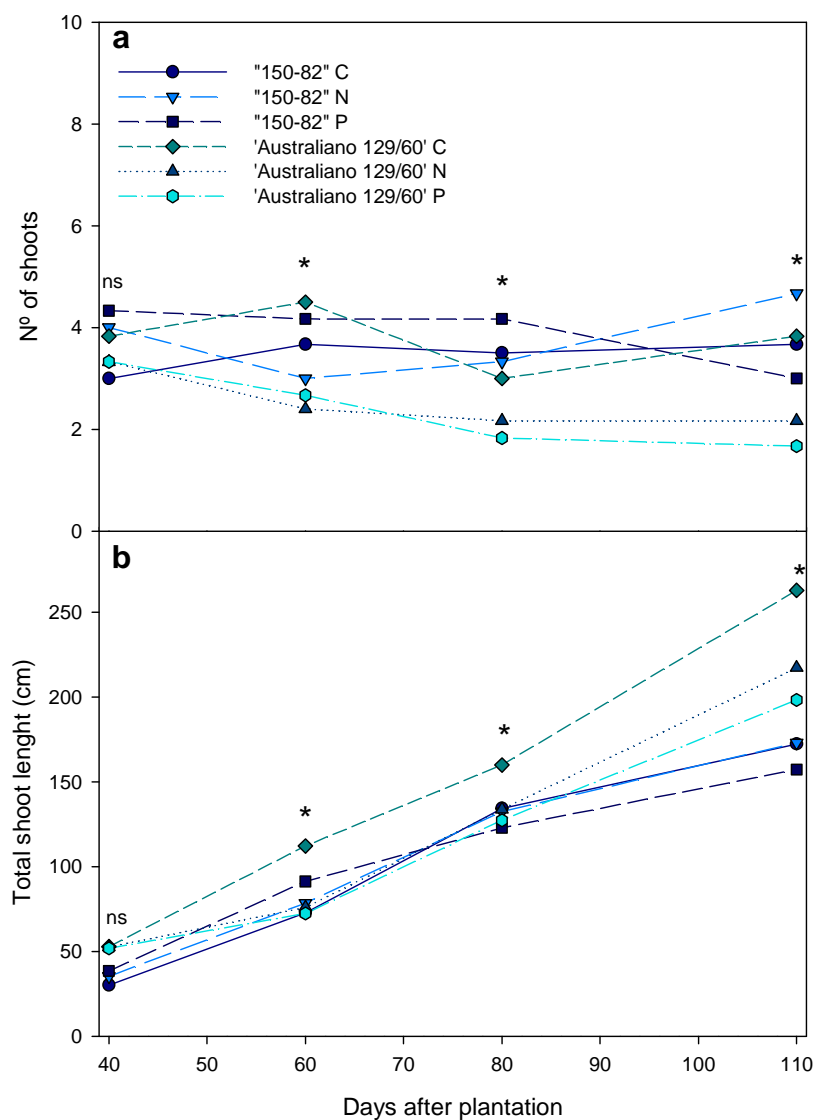 a
10
8
6
4
2
0
Nº of shoots
"150-82" C
"150-82" N
"150-82" P
'Australiano 129/60' C
'Australiano 129/60' N
'Australiano 129/60' P
ns
*
*
*
b
250
200
150
100
50
0
Total shoot lenght (cm)
ns
*
*
*
40 50 60 70 80 90 100 110
Days after plantation